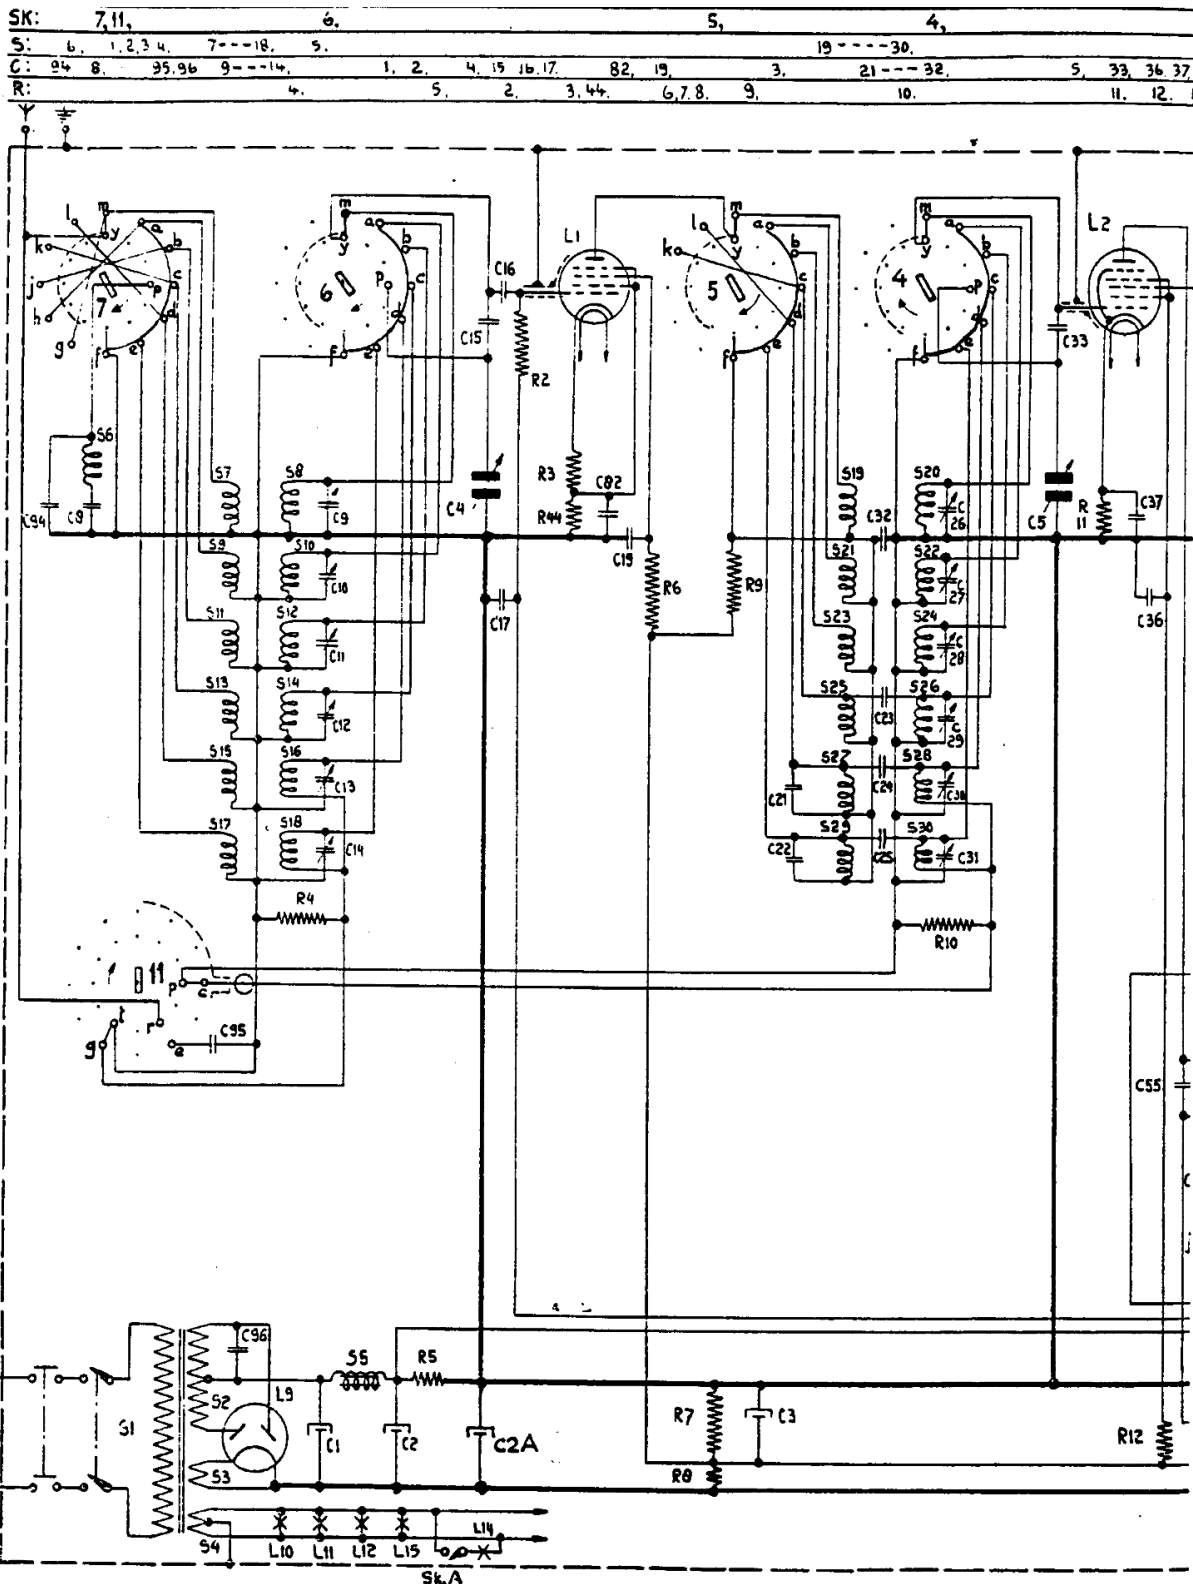 SK: 7,11, 6. 5, 4,
S: 6. 1.2.3 4. 7---18. 5. 19----30.
C: 94 8. 95.96 9---14. 1, 2. 4. 15 16.17. 82, 19, 3. 21---32. 5, 33, 36 37
R: 4. 5. 2. 3,44. 6,7.8. 9. 10. 11. 12.
l m y a b c d e f g h j k p 7
m y a b c d e f p 6
C16 C15 R2 L1
l m y a b c d e f k 5
m y a b c d e f p 4
L2 C33
S6 C94 C8
S7 S8 C9
R3 C82 R44 C4 C19
S19 S20 C32 C26
C5 R11 C37
S9 S10 C10
C17 R6 R9
S21 S22 C27
C36
S11 S12 C11
S23 S24 C28
S13 S14 C12
S25 C23 S26 C29
S15 S16 C13
S27 C21 C24 S28 C30
S17 S18 C14
C22 S29 C25 S30 C31
R4 R10
11 p c r t g e C95
C55
C96 S5 R5
S1 S2 L9 C1 C2 C2A R7 C3 R12
S3 R8
S4 L10 L11 L12 L15 L14
SK.A